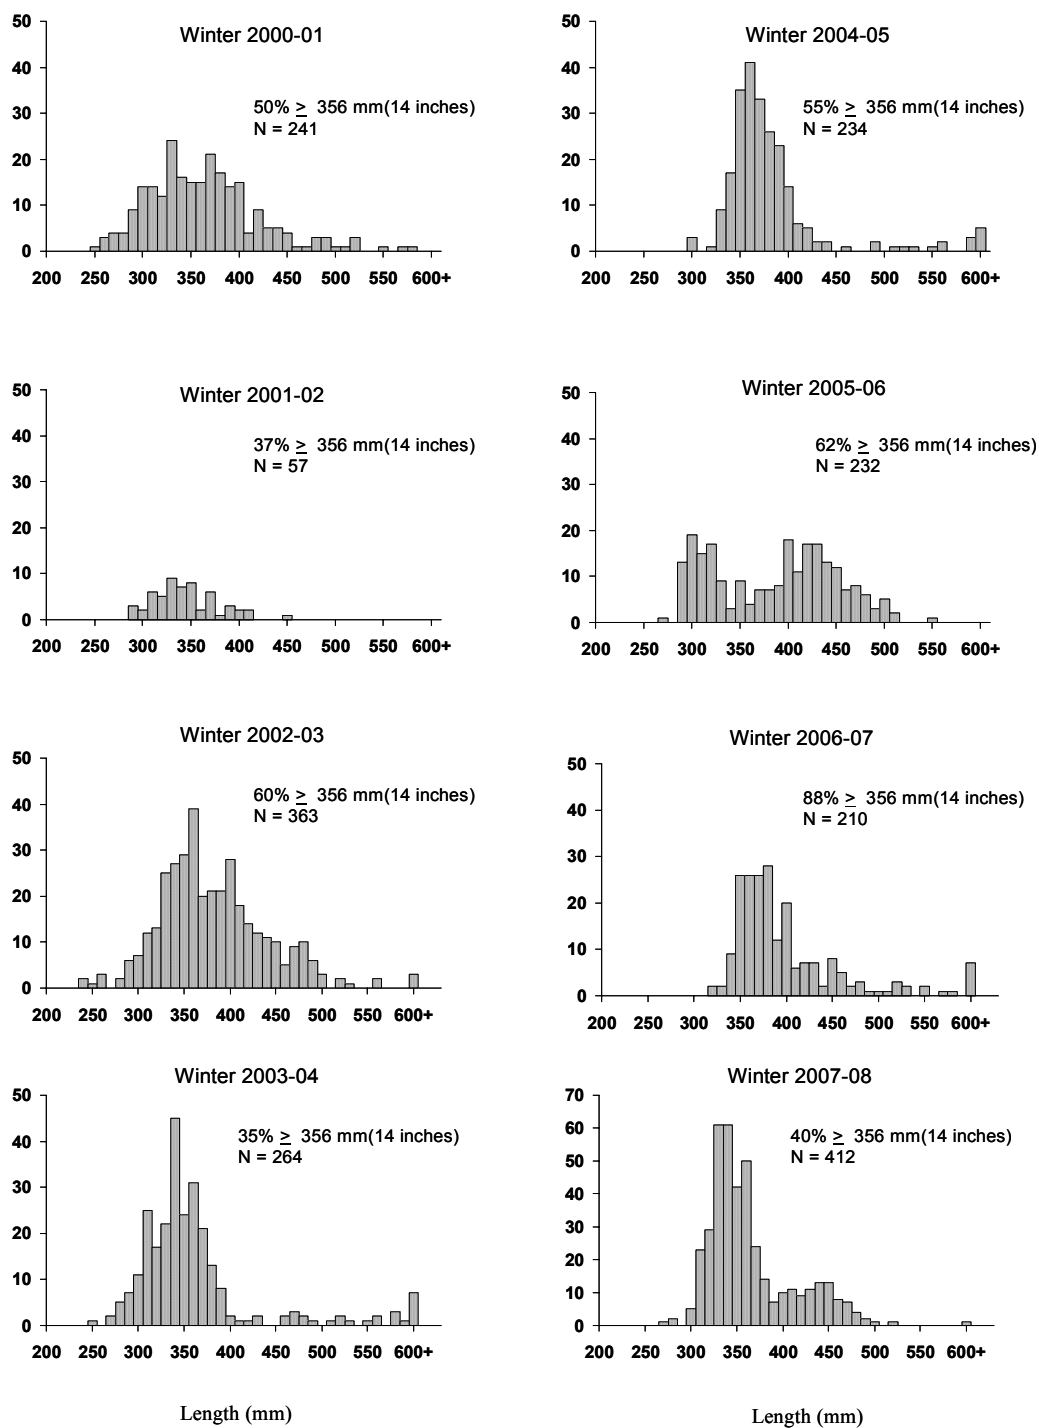 Winter 2000-01
50% ≥ 356 mm(14 inches)
N = 241
50
40
30
20
10
0
200 250 300 350 400 450 500 550 600+
Winter 2004-05
55% ≥ 356 mm(14 inches)
N = 234
50
40
30
20
10
0
200 250 300 350 400 450 500 550 600+
Winter 2001-02
37% ≥ 356 mm(14 inches)
N = 57
50
40
30
20
10
0
200 250 300 350 400 450 500 550 600+
Winter 2005-06
62% ≥ 356 mm(14 inches)
N = 232
50
40
30
20
10
0
200 250 300 350 400 450 500 550 600+
Winter 2002-03
60% ≥ 356 mm(14 inches)
N = 363
50
40
30
20
10
0
200 250 300 350 400 450 500 550 600+
Winter 2006-07
88% ≥ 356 mm(14 inches)
N = 210
50
40
30
20
10
0
200 250 300 350 400 450 500 550 600+
Winter 2003-04
35% ≥ 356 mm(14 inches)
N = 264
50
40
30
20
10
0
200 250 300 350 400 450 500 550 600+
Length (mm)
Winter 2007-08
40% ≥ 356 mm(14 inches)
N = 412
70
60
50
40
30
20
10
0
200 250 300 350 400 450 500 550 600+
Length (mm)